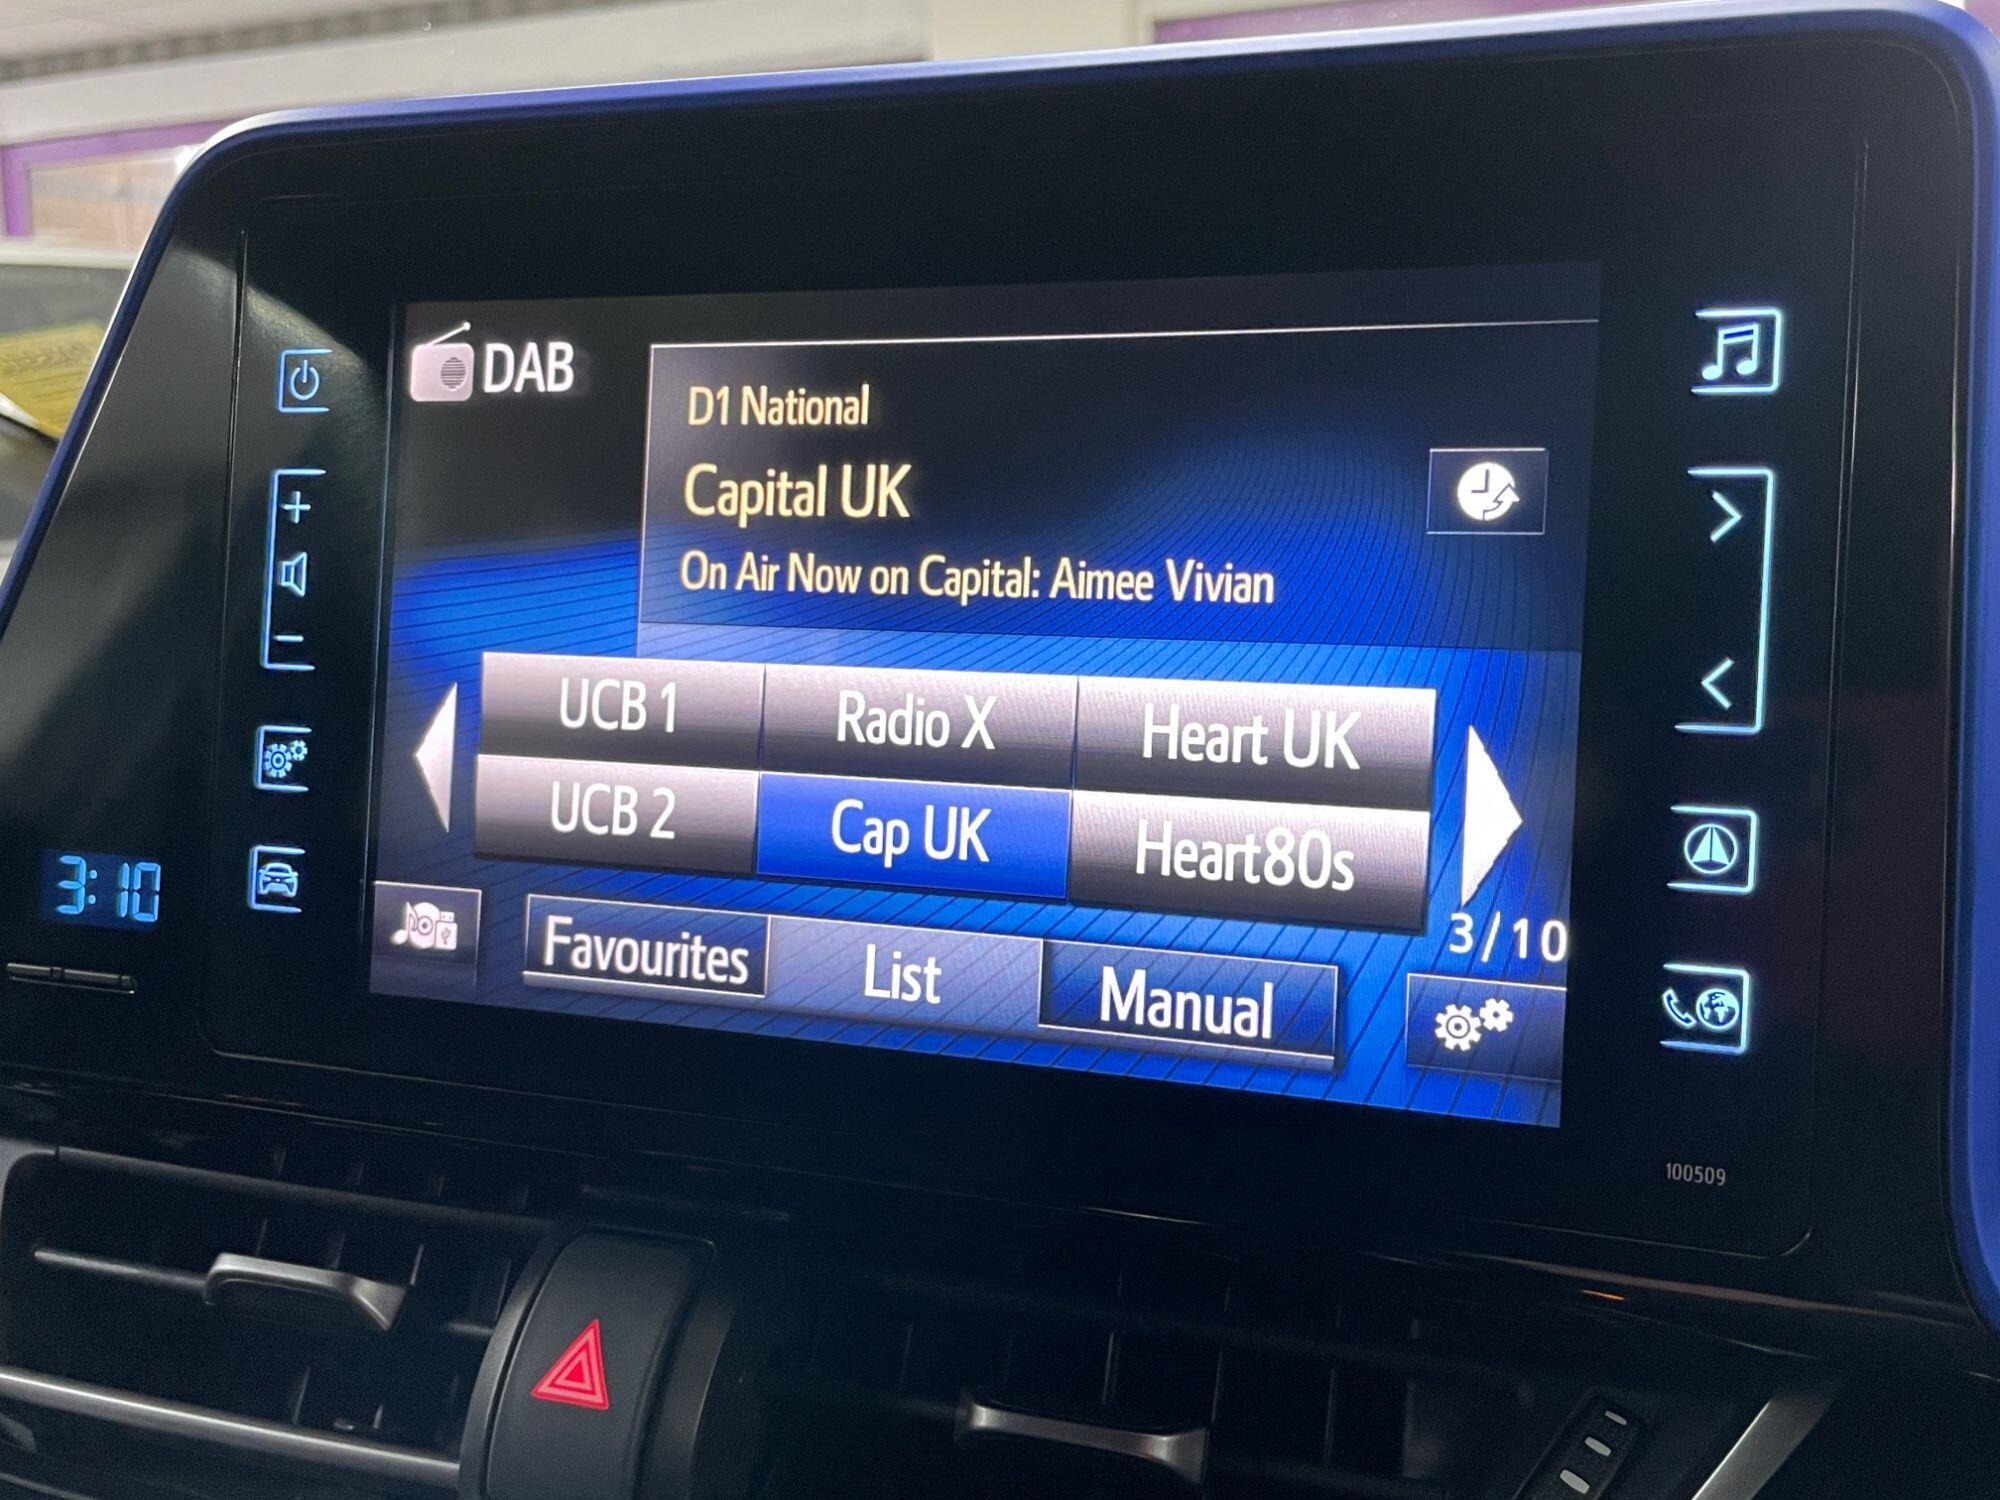 DAB
D1 National
Capital UK
On Air Now on Capital: Aimee Vivian
UCB 1
Radio X
Heart UK
UCB 2
Cap UK
Heart80s
3/10
Favourites
List
Manual
3:10
100509